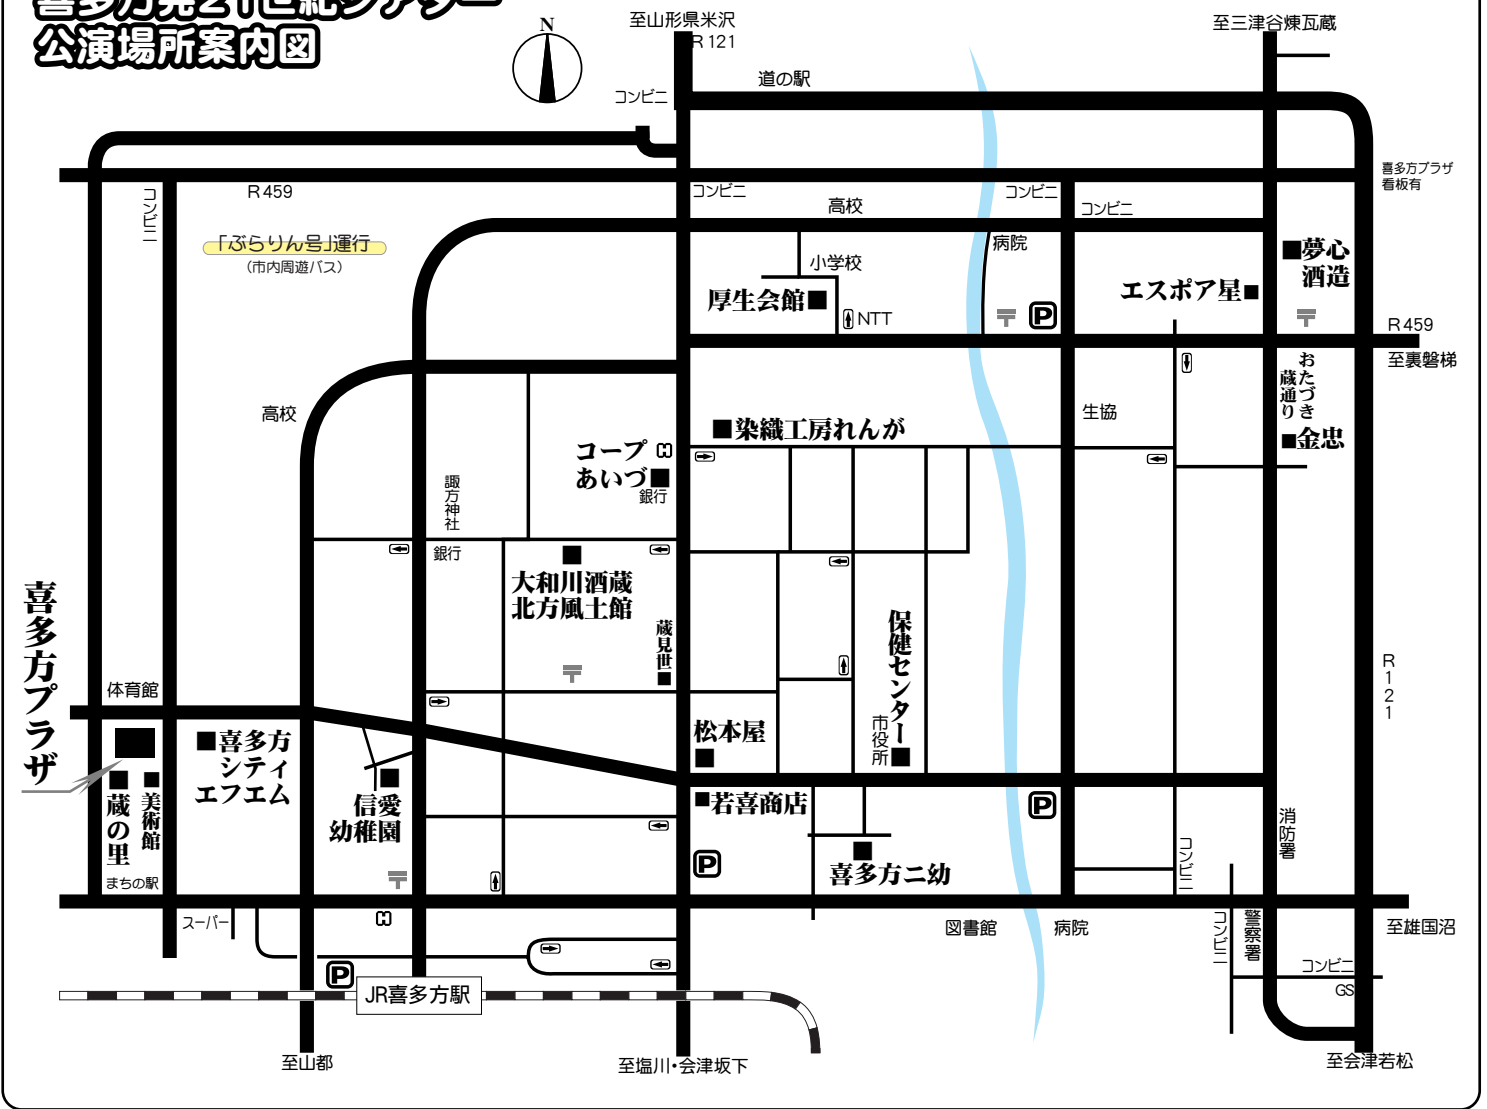 喜多方発21世紀シアター
公演場所案内図
N
至山形県米沢
R121
至三津谷煉瓦蔵
道の駅
コンビニ
喜多方プラザ
看板有
コンビニ
R459
コンビニ
コンビニ
コンビニ
高校
「ぶらりん号」運行
(市内周遊バス)
病院
小学校
夢心
酒造
厚生会館
エスポア星
NTT
P
R459
至裏磐梯
おたづき
蔵通り
高校
生協
染織工房れんが
金忠
コープ
あいづ
銀行
諏方神社
銀行
大和川酒蔵
北方風土館
蔵見世
保健センター
市役所
喜多方プラザ
R121
体育館
喜多方
シティ
エフエム
松本屋
美術館
蔵の里
信愛
幼稚園
若喜商店
P
消防署
P
喜多方二幼
コンビニ
まちの駅
スーパー
図書館
病院
コンビニ
警察署
至雄国沼
コンビニ
GS
P
JR喜多方駅
至山都
至塩川・会津坂下
至会津若松